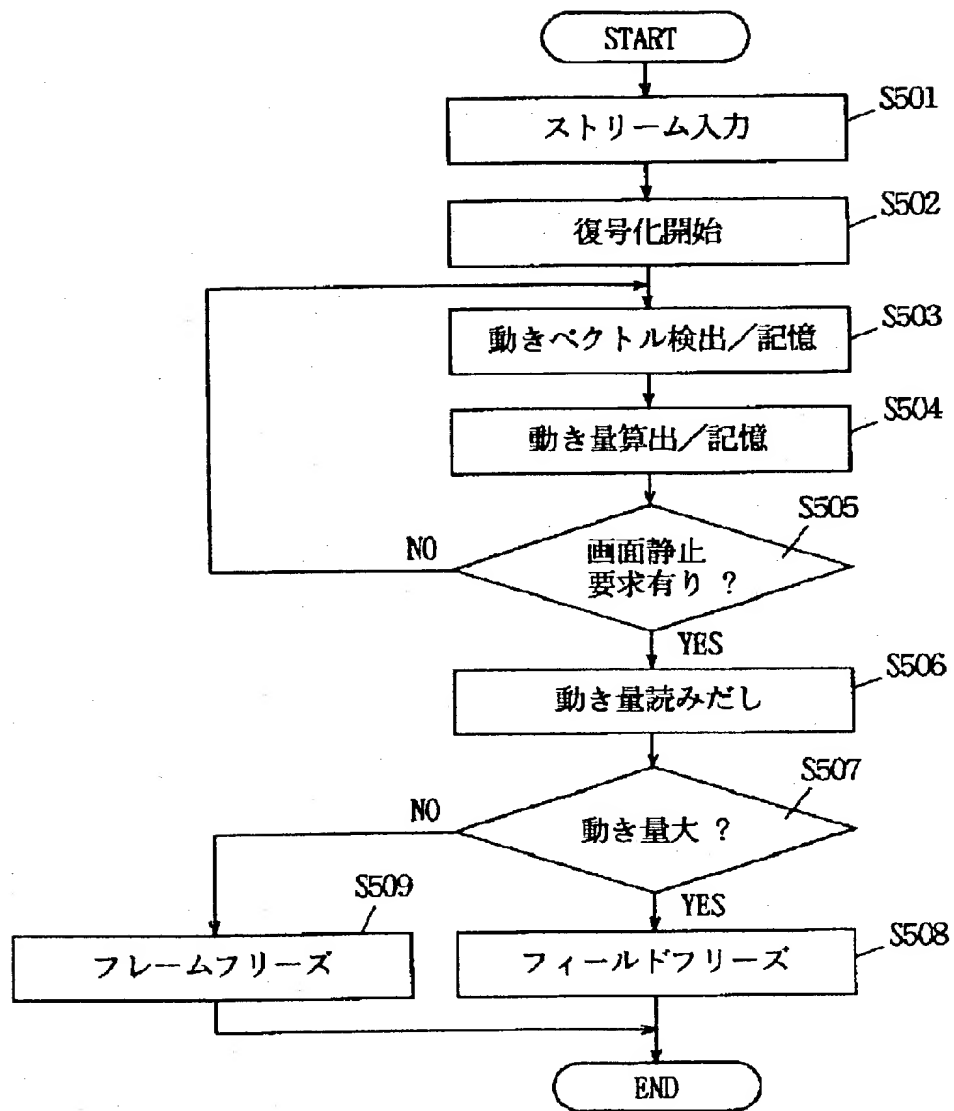 START
S501
ストリーム入力
S502
復号化開始
S503
動きベクトル検出／記憶
S504
動き量算出／記憶
S505
NO
画面静止
要求有り ?
YES
S506
動き量読みだし
S507
NO
動き量大 ?
YES
S509
フレームフリーズ
S508
フィールドフリーズ
END